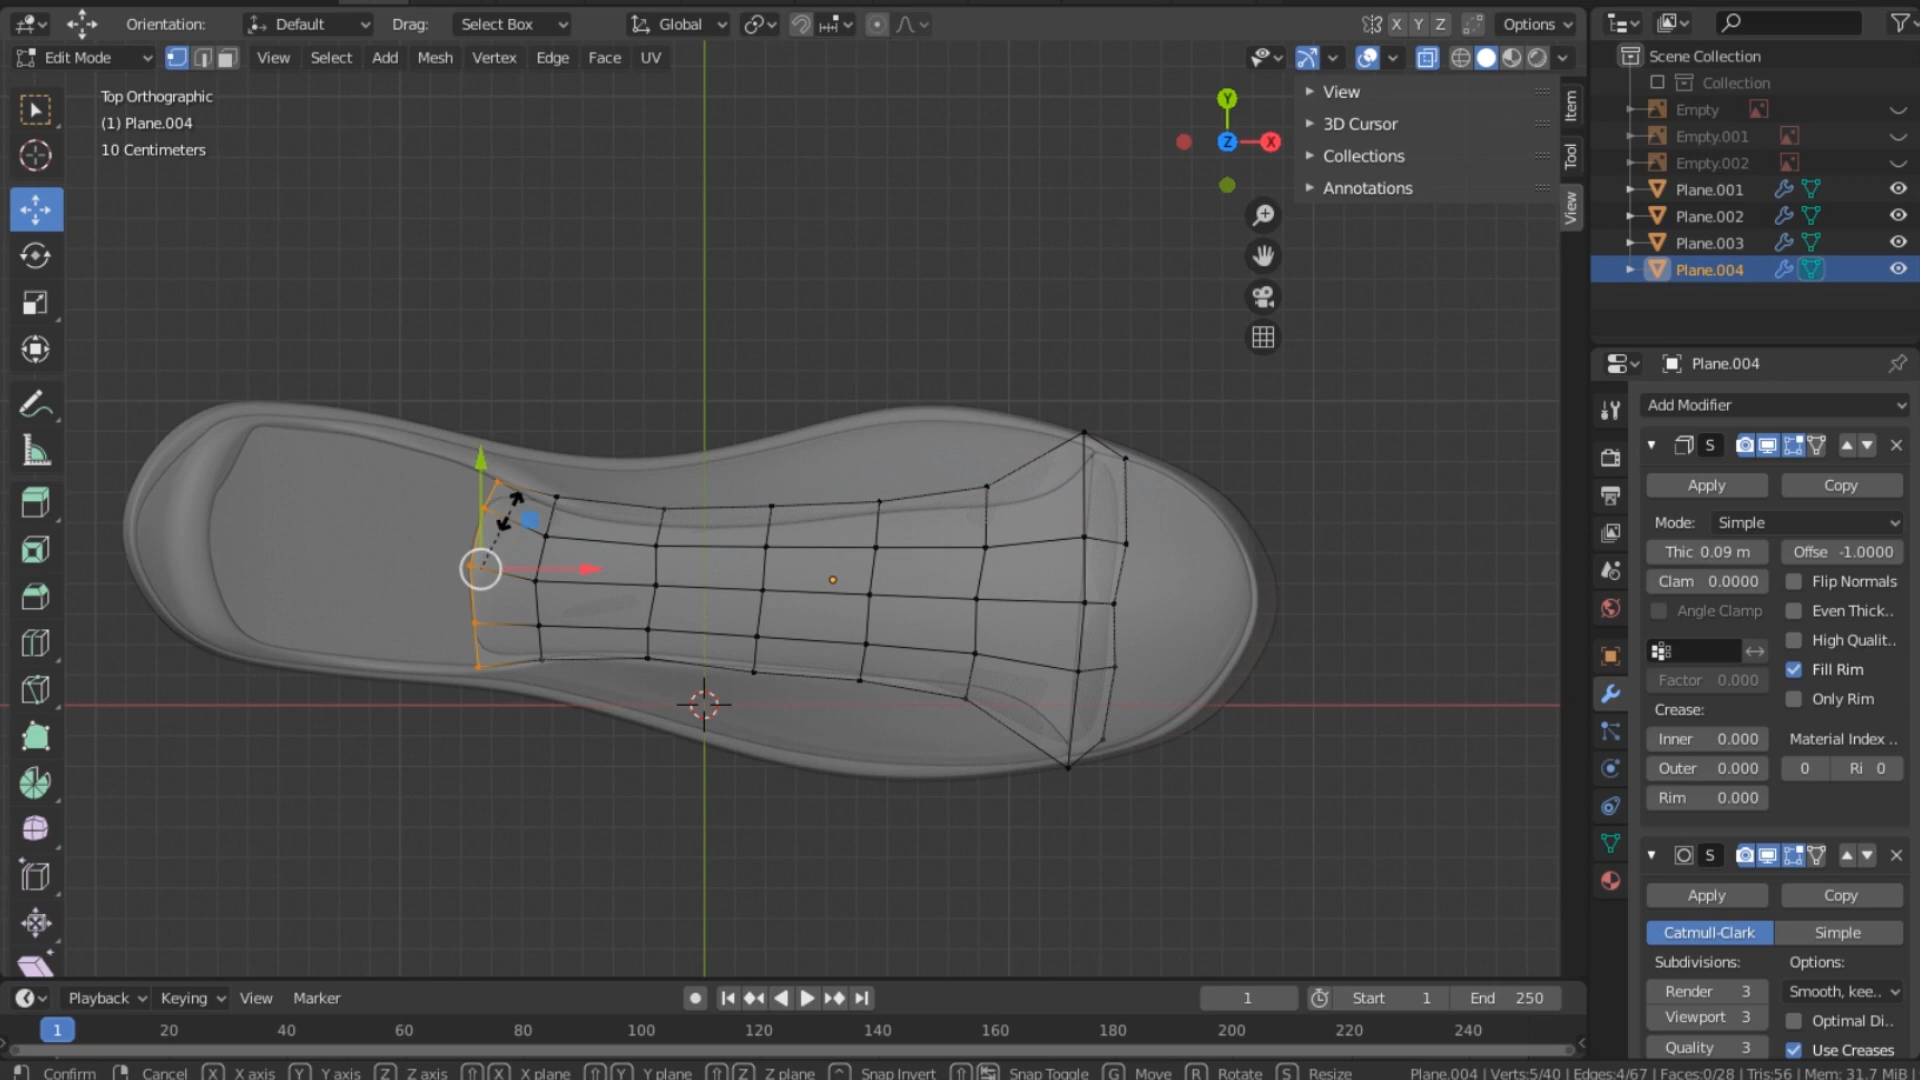 Orientation: Default Drag: Select Box Global X Y Z Options
Edit Mode View Select Add Mesh Vertex Edge Face UV
Top Orthographic
(1) Plane.004
10 Centimeters
Y
Z
X
View
3D Cursor
Collections
Annotations
Item
Tool
View
Scene Collection
Collection
Empty
Empty.001
Empty.002
Plane.001
Plane.002
Plane.003
Plane.004
Plane.004
Add Modifier
S
Apply Copy
Mode: Simple
Thic 0.09 m Offse -1.0000
Clam 0.0000 Flip Normals
Angle Clamp Even Thick..
High Qualit..
Fill Rim
Factor 0.000
Only Rim
Crease:
Inner 0.000 Material Index ..
Outer 0.000 0 Ri 0
Rim 0.000
S
Apply Copy
Catmull-Clark Simple
Subdivisions: Options:
Render 3 Smooth, kee..
Viewport 3 Optimal Di..
Quality 3 Use Creases
Playback Keying View Marker 1 Start 1 End 250
1 20 40 60 80 100 120 140 160 180 200 220 240
Confirm Cancel X X axis Y Y axis Z Z axis X X plane Y Y plane Z Z plane Snap Invert Snap Toggle G Move R Rotate S Resize Plane.004 | Verts:5/40 | Edges:4/67 | Faces:0/28 | Tris:56 | Mem: 31.7 MiB |